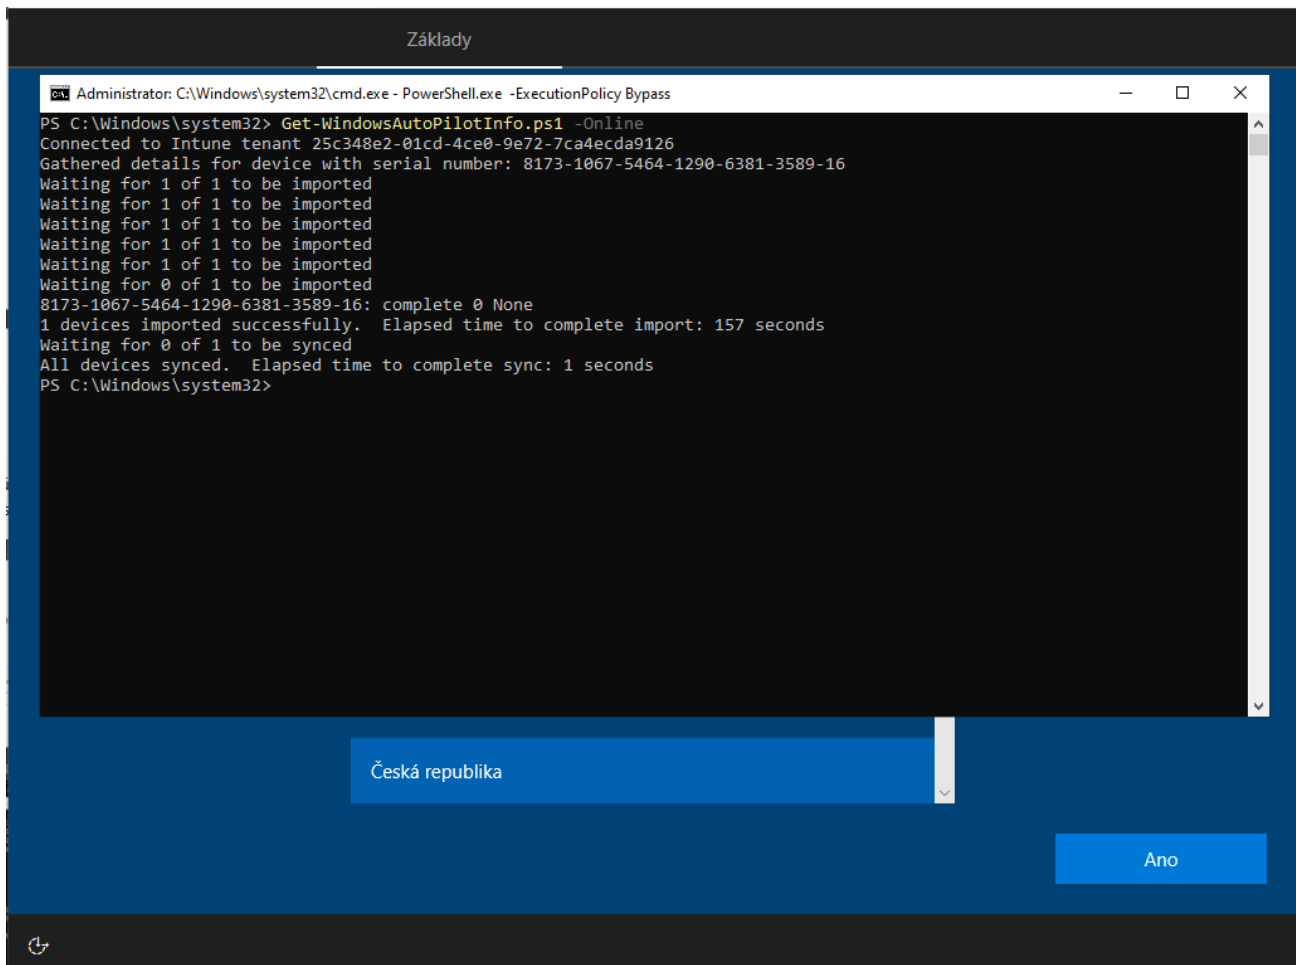 Základy
Administrator: C:\Windows\system32\cmd.exe - PowerShell.exe -ExecutionPolicy Bypass
PS C:\Windows\system32> Get-WindowsAutoPilotInfo.ps1 -Online
Connected to Intune tenant 25c348e2-01cd-4ce0-9e72-7ca4ecda9126
Gathered details for device with serial number: 8173-1067-5464-1290-6381-3589-16
Waiting for 1 of 1 to be imported
Waiting for 1 of 1 to be imported
Waiting for 1 of 1 to be imported
Waiting for 1 of 1 to be imported
Waiting for 1 of 1 to be imported
Waiting for 0 of 1 to be imported
8173-1067-5464-1290-6381-3589-16: complete 0 None
1 devices imported successfully.  Elapsed time to complete import: 157 seconds
Waiting for 0 of 1 to be synced
All devices synced.  Elapsed time to complete sync: 1 seconds
PS C:\Windows\system32>
Česká republika
Ano